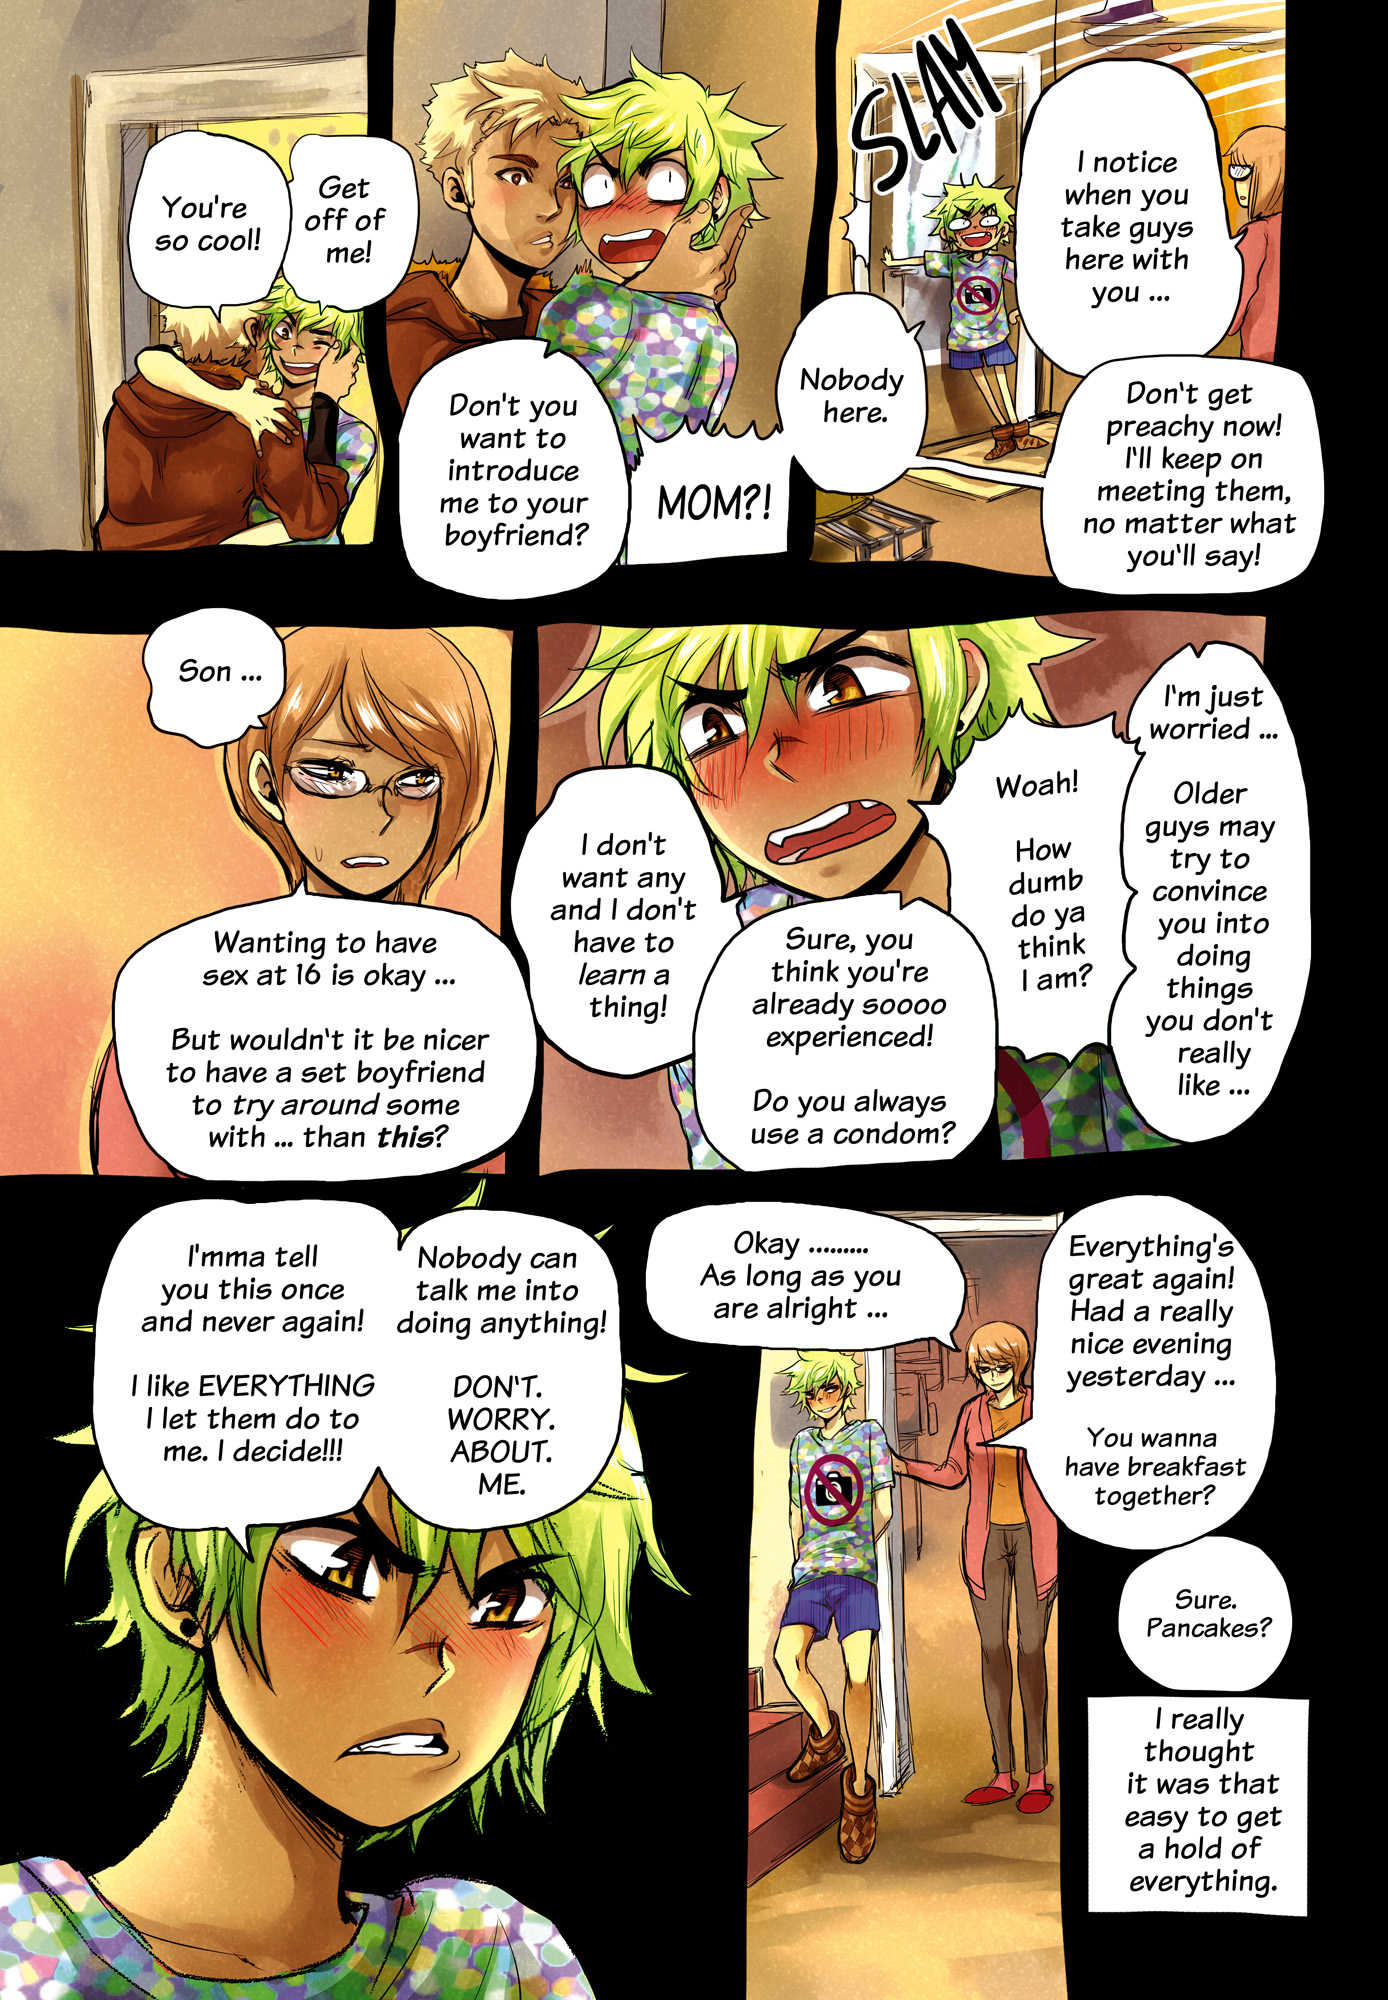 You're
so cool!
Get
off of
me!
Don't you
want to
introduce
me to your
boyfriend?
MOM?!
SLAM
I notice
when you
take guys
here with
you ...
Nobody
here.
Don't get
preachy now!
I'll keep on
meeting them,
no matter what
you'll say!
Son ...
Wanting to have
sex at 16 is okay ...
But wouldn't it be nicer
to have a set boyfriend
to try around some
with ... than this?
I don't
want any
and I don't
have to
learn a
thing!
Sure, you
think you're
already soooo
experienced!
Do you always
use a condom?
Woah!
How
dumb
do ya
think
I am?
I'm just
worried ...
Older
guys may
try to
convince
you into
doing
things
you don't
really
like ...
I'mma tell
you this once
and never again!
I like EVERYTHING
I let them do to
me. I decide!!!
Nobody can
talk me into
doing anything!
DON'T.
WORRY.
ABOUT.
ME.
Okay .........
As long as you
are alright ...
Everything's
great again!
Had a really
nice evening
yesterday ...
You wanna
have breakfast
together?
Sure.
Pancakes?
I really
thought
it was that
easy to get
a hold of
everything.